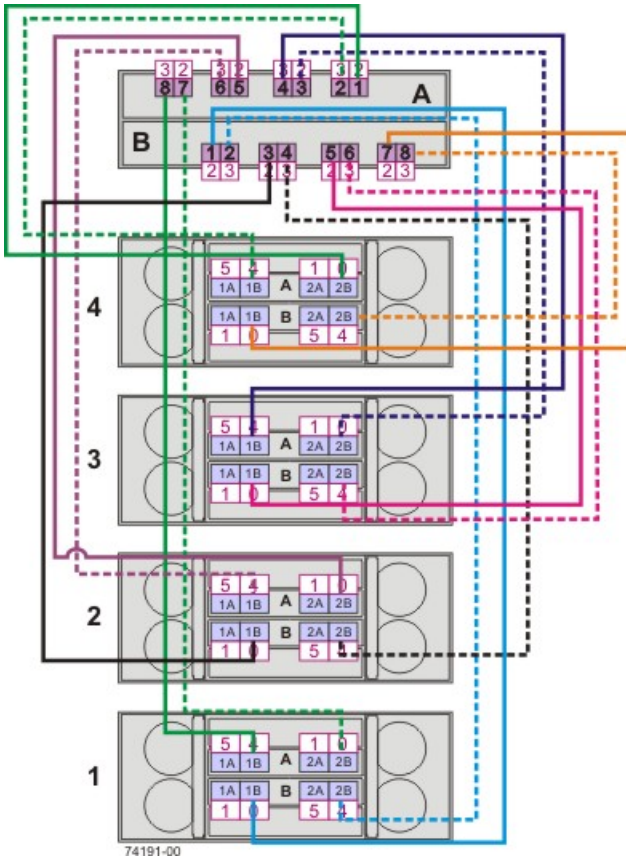 3 2 3 2 3 2 3 2
8 7 6 5 4 3 2 1
A
B
1 2 3 4 5 6 7 8
2 3 2 3 2 3 2 3
5 4 1 0
1A 1B A 2A 2B
4
1A 1B B 2A 2B
1 0 5 4
5 4 1 0
1A 1B A 2A 2B
3
1A 1B B 2A 2B
1 0 5 4
5 4 1 0
1A 1B A 2A 2B
2
1A 1B B 2A 2B
1 0 5 4
5 4 1 0
1A 1B A 2A 2B
1
1A 1B B 2A 2B
1 0 5 4
74191-00